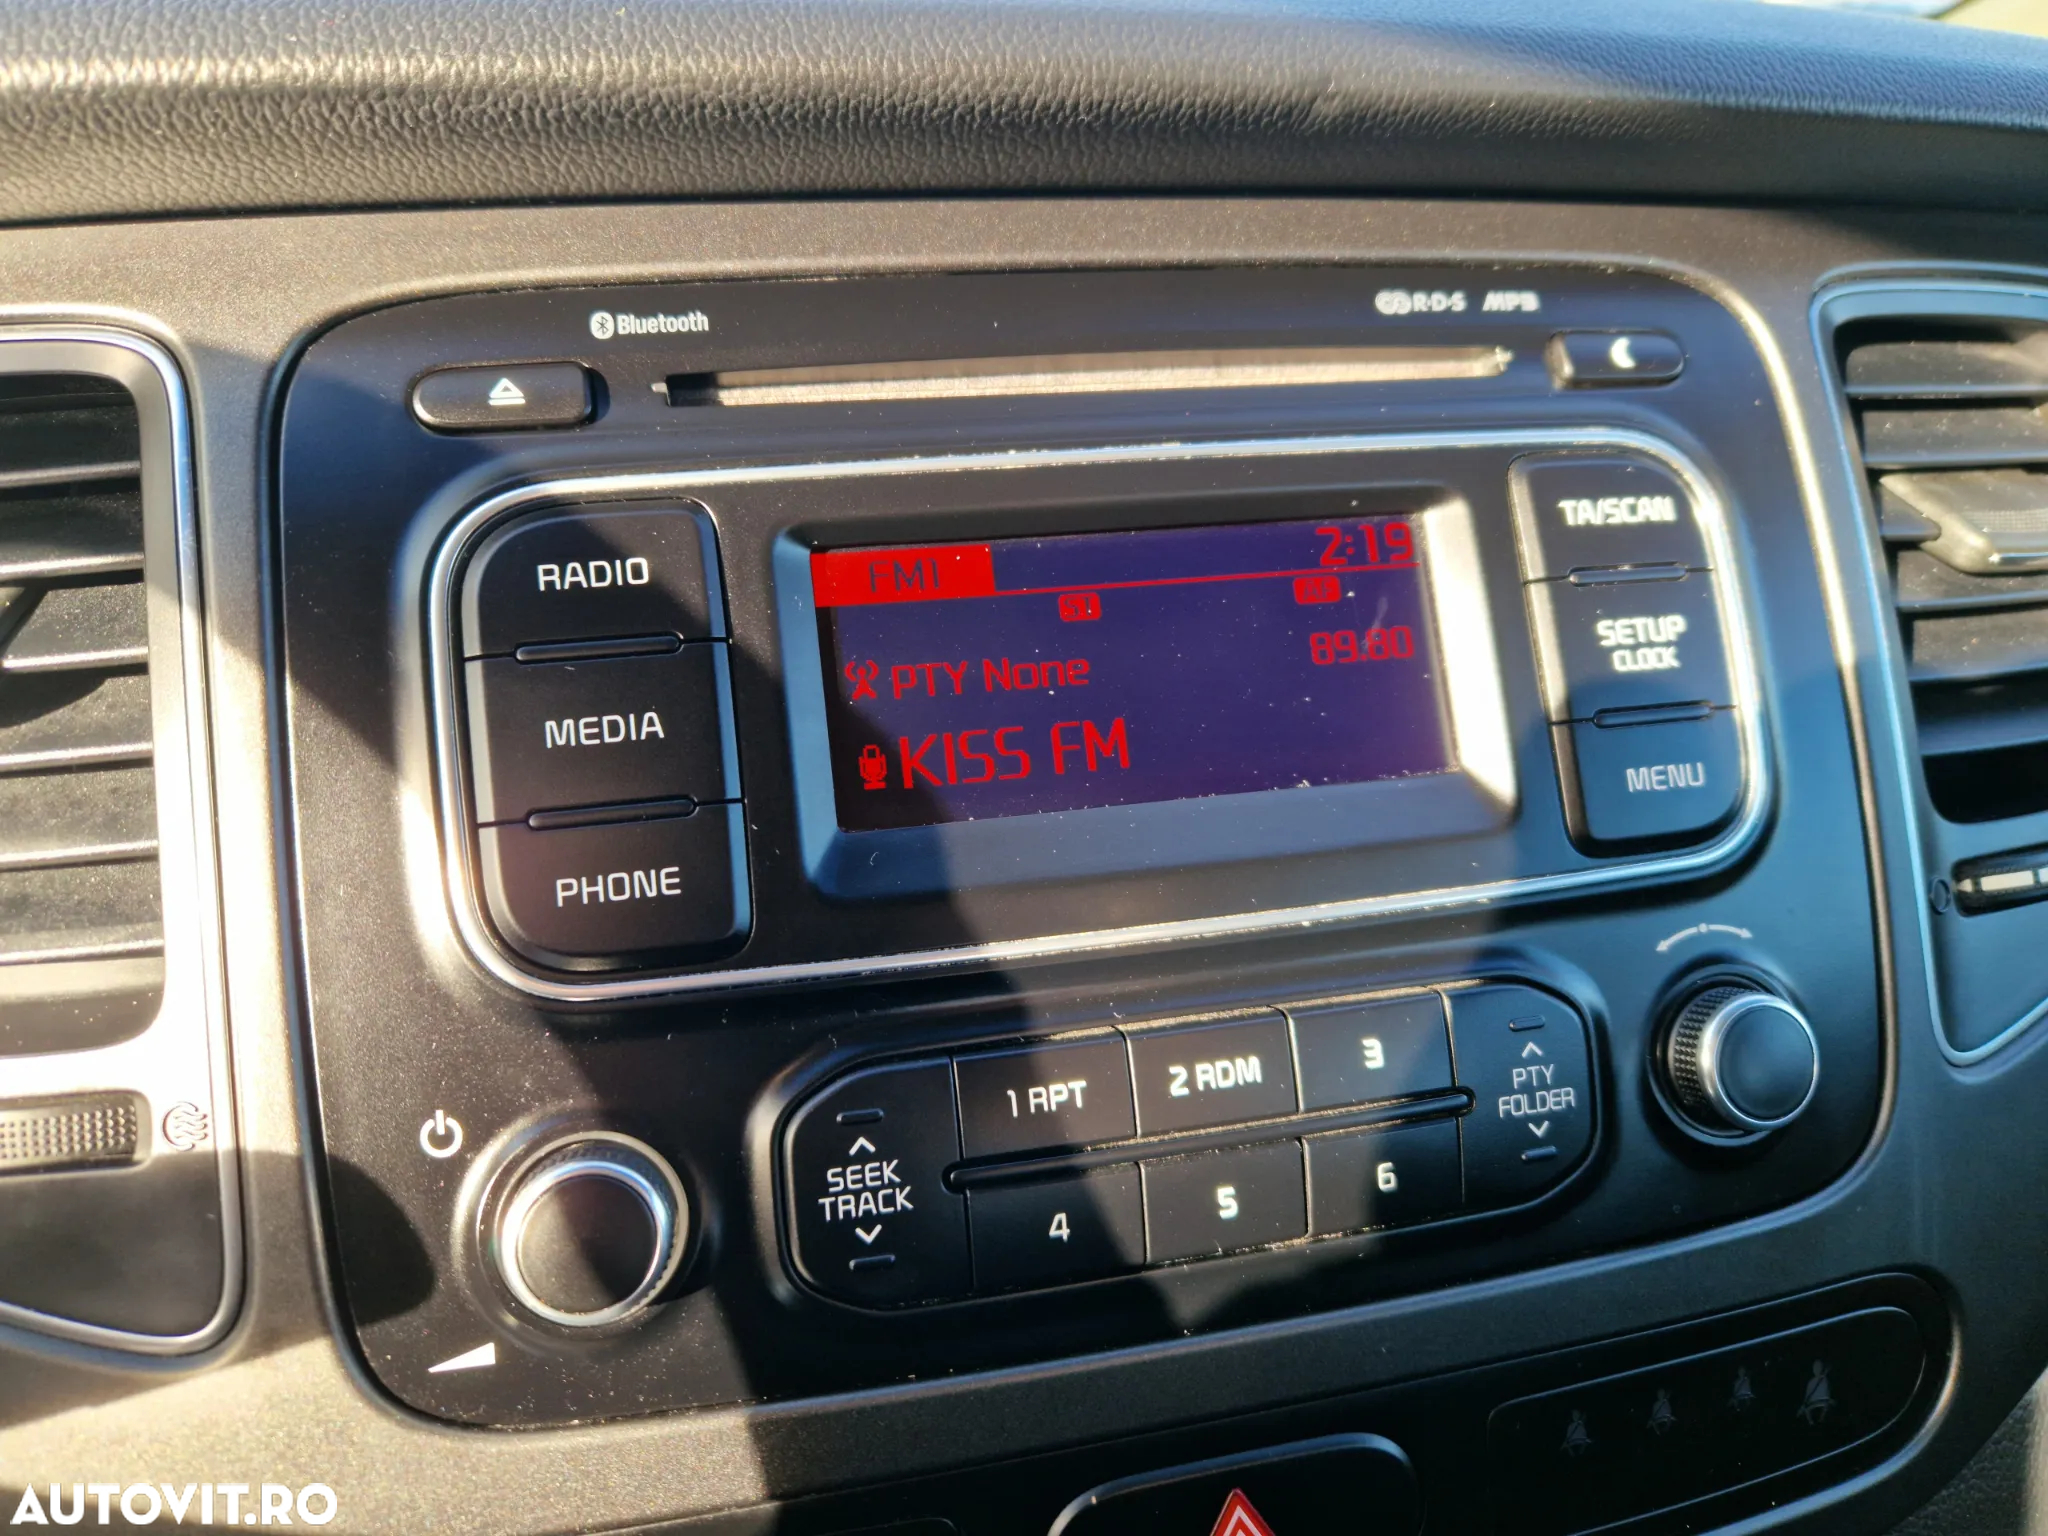 Bluetooth
R·D·S MP3
RADIO
MEDIA
PHONE
FM1
2:19
ST
AF
PTY None
89.80
KISS FM
TA/SCAN
SETUP
CLOCK
MENU
SEEK
TRACK
1 RPT
2 RDM
3
4
5
6
PTY
FOLDER
AUTOVIT.RO